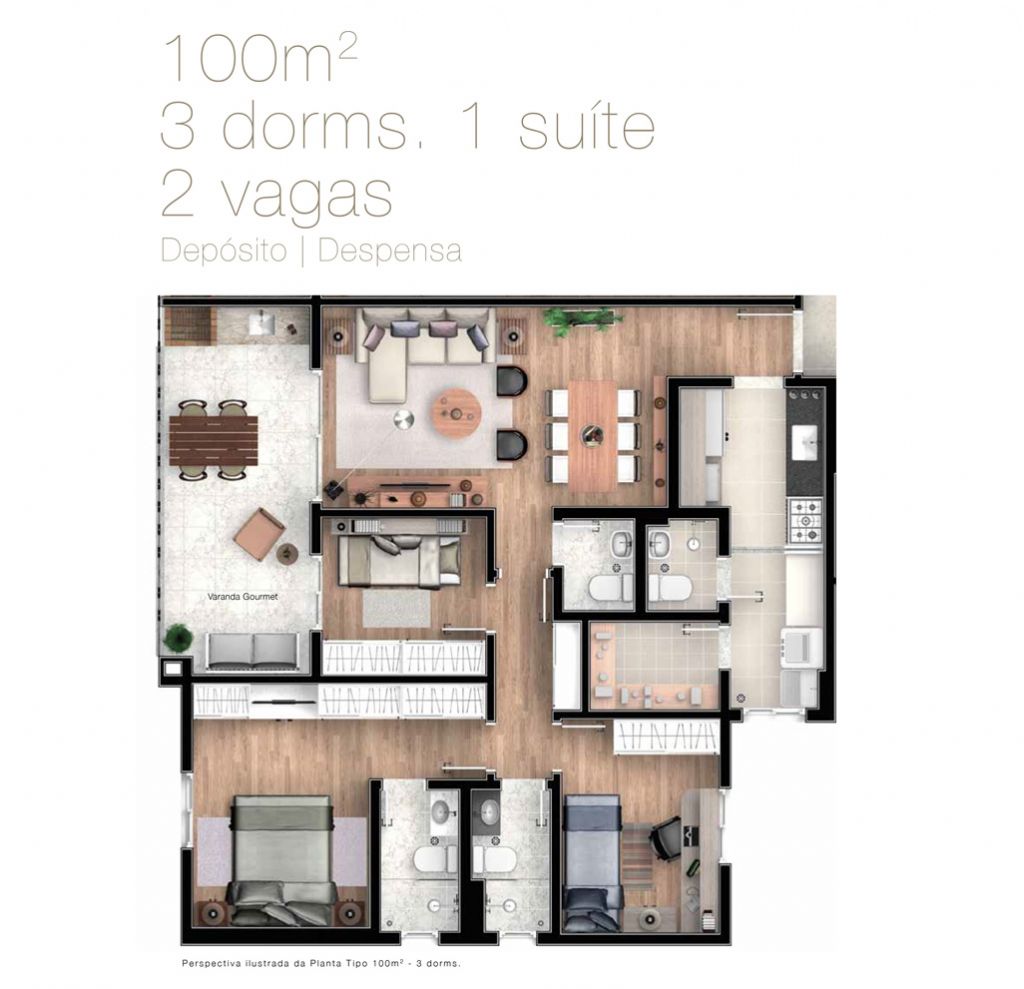 100m²
3 dorms. 1 suíte
2 vagas
Depósito | Despensa
Varanda Gourmet
Perspectiva ilustrada da Planta Tipo 100m² - 3 dorms.